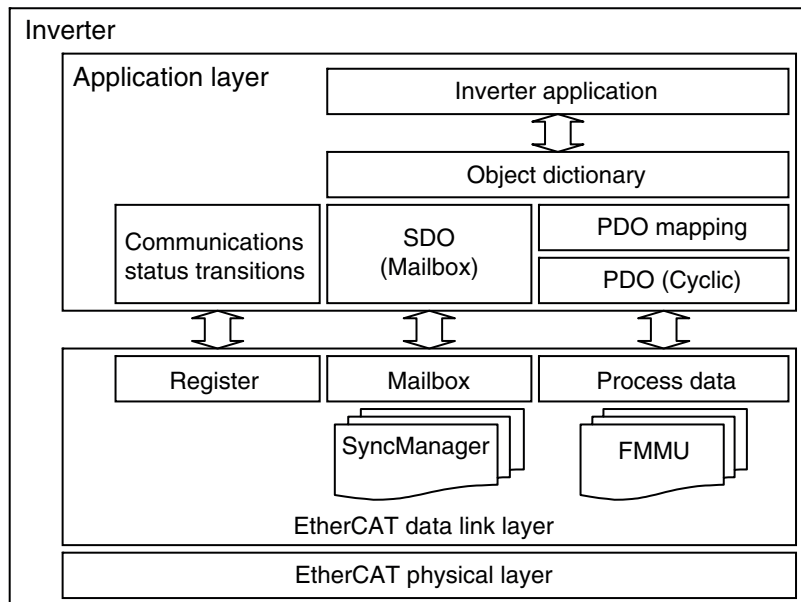 Inverter
Application layer
Inverter application
Object dictionary
Communications
status transitions
SDO
(Mailbox)
PDO mapping
PDO (Cyclic)
Register
Mailbox
Process data
SyncManager
FMMU
EtherCAT data link layer
EtherCAT physical layer